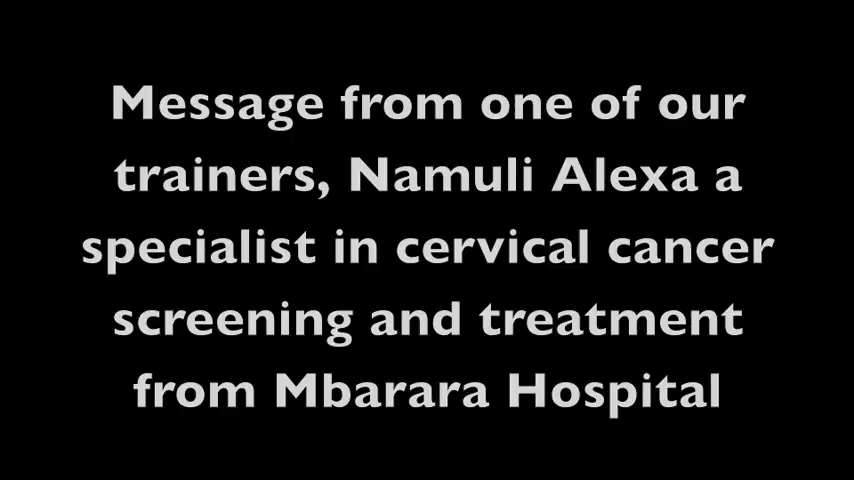 Message from one of our
trainers, Namuli Alexa a
specialist in cervical cancer
screening and treatment
from Mbarara Hospital